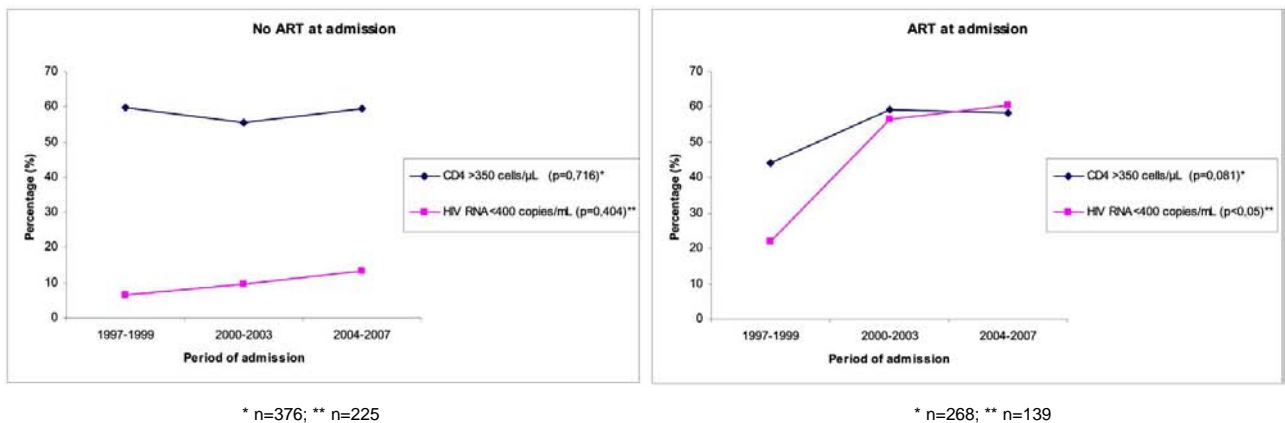 No ART at admission
70
60
50
40
30
20
10
0
Percentage (%)
1997-1999
2000-2003
2004-2007
Period of admission
CD4 >350 cells/µL (p=0,716)*
HIV RNA<400 copies/mL (p=0,404)**
* n=376; ** n=225
ART at admission
70
60
50
40
30
20
10
0
Percentage (%)
1997-1999
2000-2003
2004-2007
Period of admission
CD4 >350 cells/µL (p=0,081)*
HIV RNA<400 copies/mL (p<0,05)**
* n=268; ** n=139